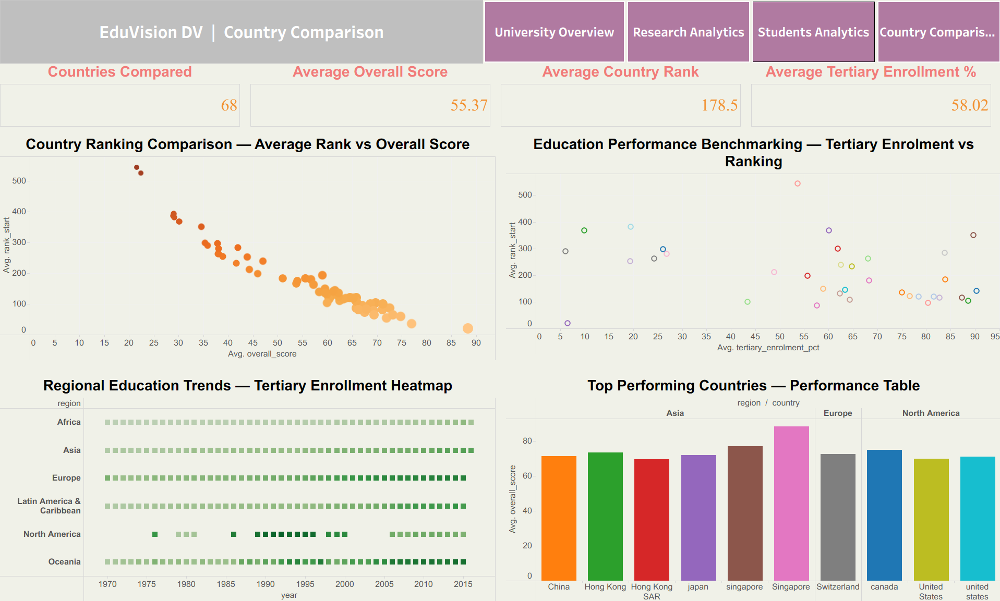 EduVision DV | Country Comparison
University Overview
Research Analytics
Students Analytics
Country Comparis...
Countries Compared
Average Overall Score
Average Country Rank
Average Tertiary Enrollment %
68
55.37
178.5
58.02
Country Ranking Comparison — Average Rank vs Overall Score
500
400
300
200
100
0
Avg. rank_start
0 5 10 15 20 25 30 35 40 45 50 55 60 65 70 75 80 85 90
Avg. overall_score
Education Performance Benchmarking — Tertiary Enrolment vs
Ranking
500
400
300
200
100
0
Avg. rank_start
0 5 10 15 20 25 30 35 40 45 50 55 60 65 70 75 80 85 90 95
Avg. tertiary_enrolment_pct
Regional Education Trends — Tertiary Enrollment Heatmap
region
Africa
Asia
Europe
Latin America &
Caribbean
North America
Oceania
1970 1975 1980 1985 1990 1995 2000 2005 2010 2015
year
Top Performing Countries — Performance Table
region / country
Asia
Europe
North America
80
60
40
20
0
Avg. overall_score
China
Hong Kong
Hong Kong
SAR
japan
singapore
Singapore
Switzerland
canada
United
States
united
states